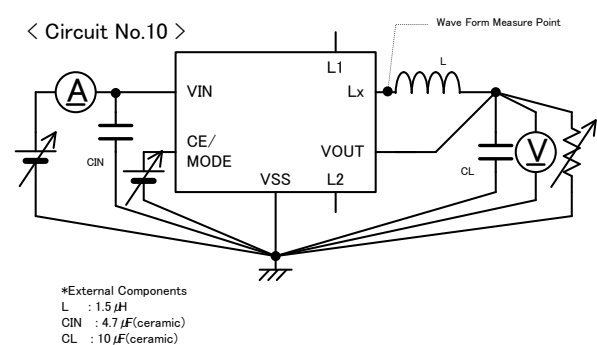 < Circuit No.10 >
Wave Form Measure Point
L1
L
A
VIN
Lx
CE/
MODE
VOUT
V
CIN
CL
VSS
L2
*External Components
L : 1.5 μH
CIN : 4.7 μF(ceramic)
CL : 10 μF(ceramic)